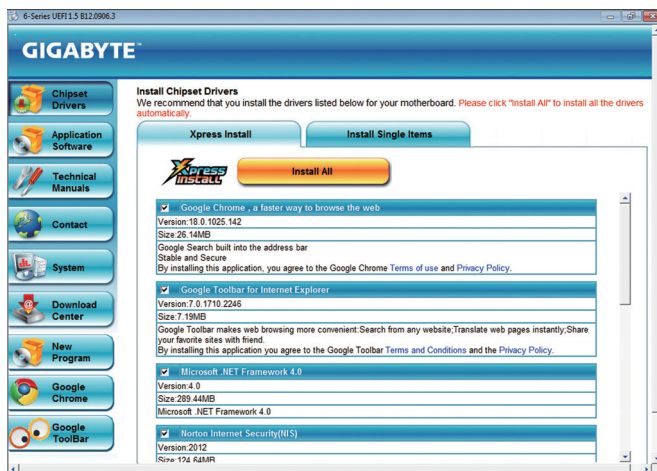 6-Series UEFI 1.5 B12.0906.3
GIGABYTE™
Chipset
Drivers
Application
Software
Technical
Manuals
Contact
System
Download
Center
New
Program
Google
Chrome
Google
ToolBar
Install Chipset Drivers
We recommend that you install the drivers listed below for your motherboard. Please click "Install All" to install all the drivers
automatically.
Xpress Install
Install Single Items
Xpress
INSTALL
Install All
Google Chrome , a faster way to browse the web
Version:18.0.1025.142
Size:26.14MB
Google Search built into the address bar
Stable and Secure
By installing this application, you agree to the Google Chrome Terms of use and Privacy Policy.
Google Toolbar for Internet Explorer
Version:7.0.1710.2246
Size:7.19MB
Google Toolbar makes web browsing more convenient:Search from any website;Translate web pages instantly;Share
your favorite sites with friend.
By installing this application you agree to the Google Toolbar Terms and Conditions and the Privacy Policy.
Microsoft .NET Framework 4.0
Version:4.0
Size:289.44MB
Microsoft .NET Framework 4.0
Norton Internet Security(NIS)
Version:2012
Size:124.64MB